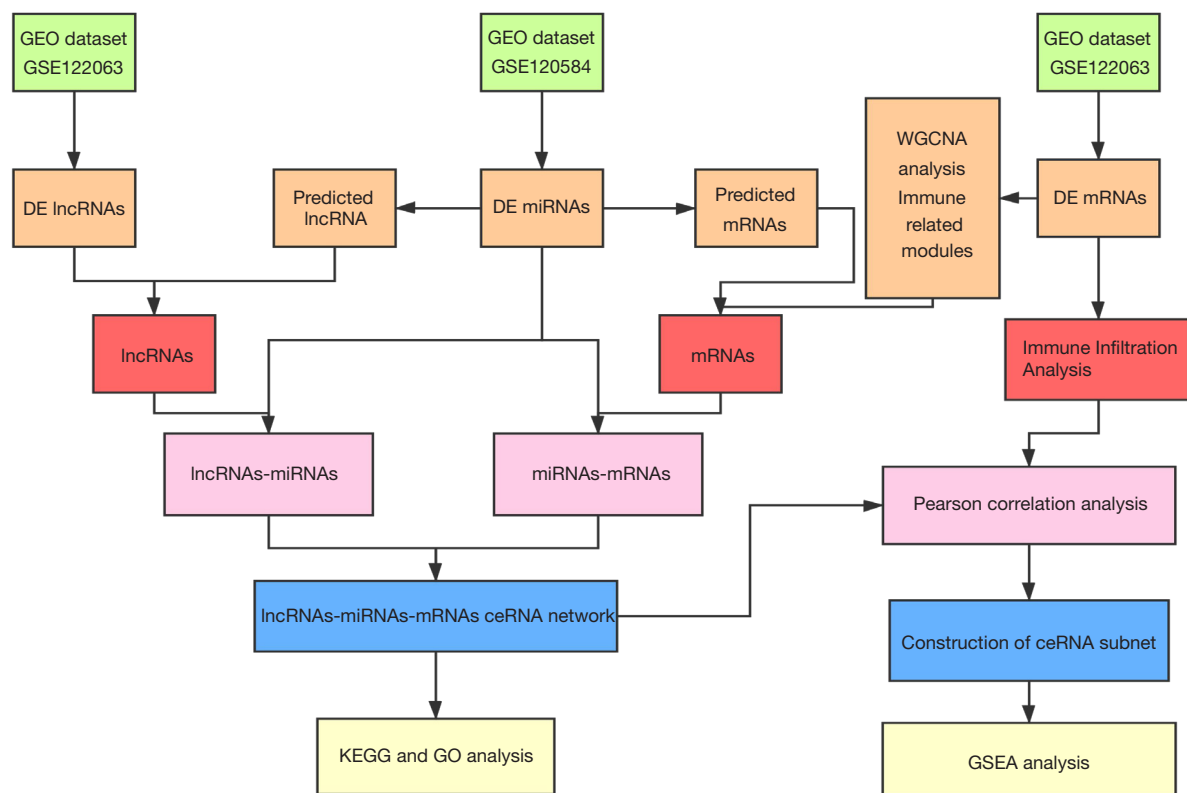 GEO dataset
GSE122063
GEO dataset
GSE120584
GEO dataset
GSE122063
WGCNA
analysis
Immune
related
modules
DE lncRNAs
Predicted
lncRNA
DE miRNAs
Predicted
mRNAs
DE mRNAs
lncRNAs
mRNAs
Immune Infiltration
Analysis
lncRNAs-miRNAs
miRNAs-mRNAs
Pearson correlation analysis
lncRNAs-miRNAs-mRNAs ceRNA network
Construction of ceRNA subnet
KEGG and GO analysis
GSEA analysis